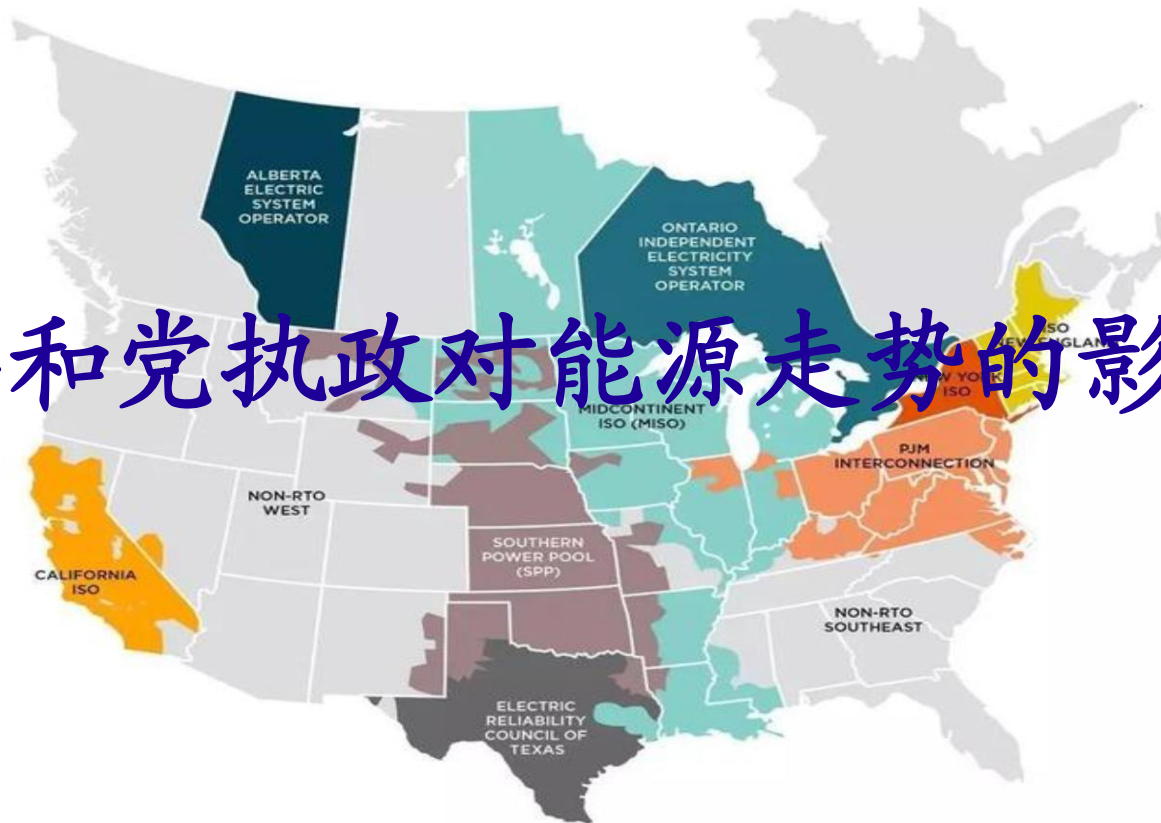 ALBERTA
ELECTRIC
SYSTEM
OPERATOR
ONTARIO
INDEPENDENT
ELECTRICITY
SYSTEM
OPERATOR
和党执政对能源走势的
ISO
NEW ENGLAND
NEW YORK
ISO
MIDCONTINENT
ISO (MISO)
PJM
INTERCONNECTION
NON-RTO
WEST
SOUTHERN
POWER POOL
(SPP)
CALIFORNIA
ISO
NON-RTO
SOUTHEAST
ELECTRIC
RELIABILITY
COUNCIL OF
TEXAS